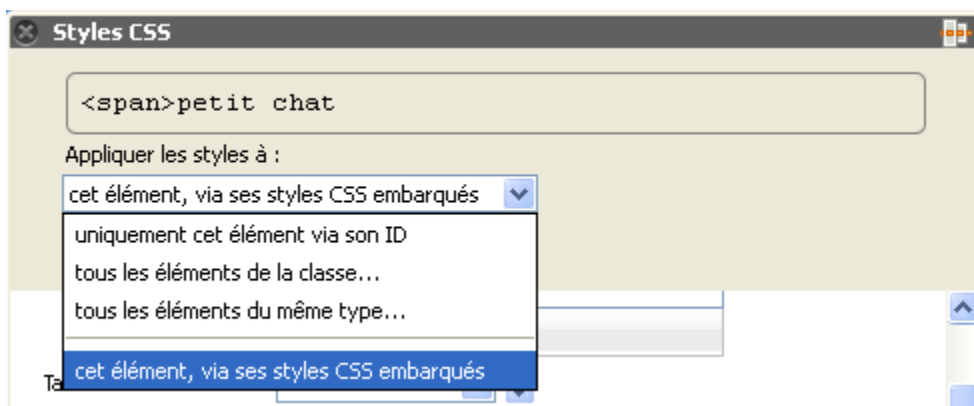 Styles CSS
<span>petit chat
Appliquer les styles à :
cet élément, via ses styles CSS embarqués
uniquement cet élément via son ID
tous les éléments de la classe...
tous les éléments du même type...
cet élément, via ses styles CSS embarqués